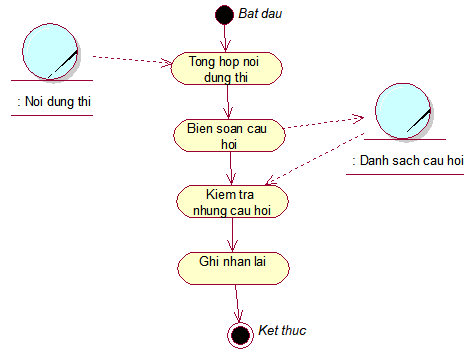 Bat dau
Tong hop noi
dung thi
: Noi dung thi
Bien soan cau
hoi
: Danh sach cau hoi
Kiem tra
nhung cau hoi
Ghi nhan lai
Ket thuc